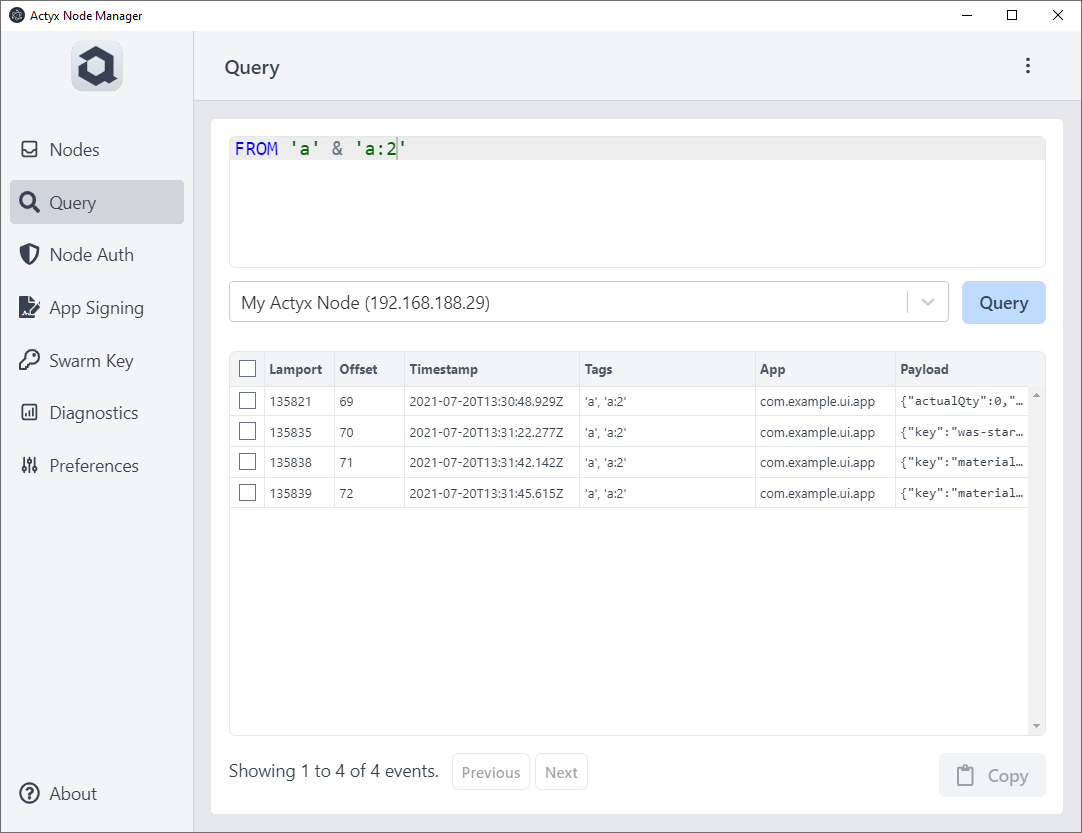 Actyx Node Manager
Query
Nodes
Query
Node Auth
App Signing
Swarm Key
Diagnostics
Preferences
About
FROM 'a' & 'a:2'
My Actyx Node (192.168.188.29)
Query
Lamport Offset Timestamp Tags App Payload
135821 69 2021-07-20T13:30:48.929Z 'a', 'a:2' com.example.ui.app {"actualQty":0,"…
135835 70 2021-07-20T13:31:22.277Z 'a', 'a:2' com.example.ui.app {"key":"was-star…
135838 71 2021-07-20T13:31:42.142Z 'a', 'a:2' com.example.ui.app {"key":"material…
135839 72 2021-07-20T13:31:45.615Z 'a', 'a:2' com.example.ui.app {"key":"material…
Showing 1 to 4 of 4 events. Previous Next
Copy